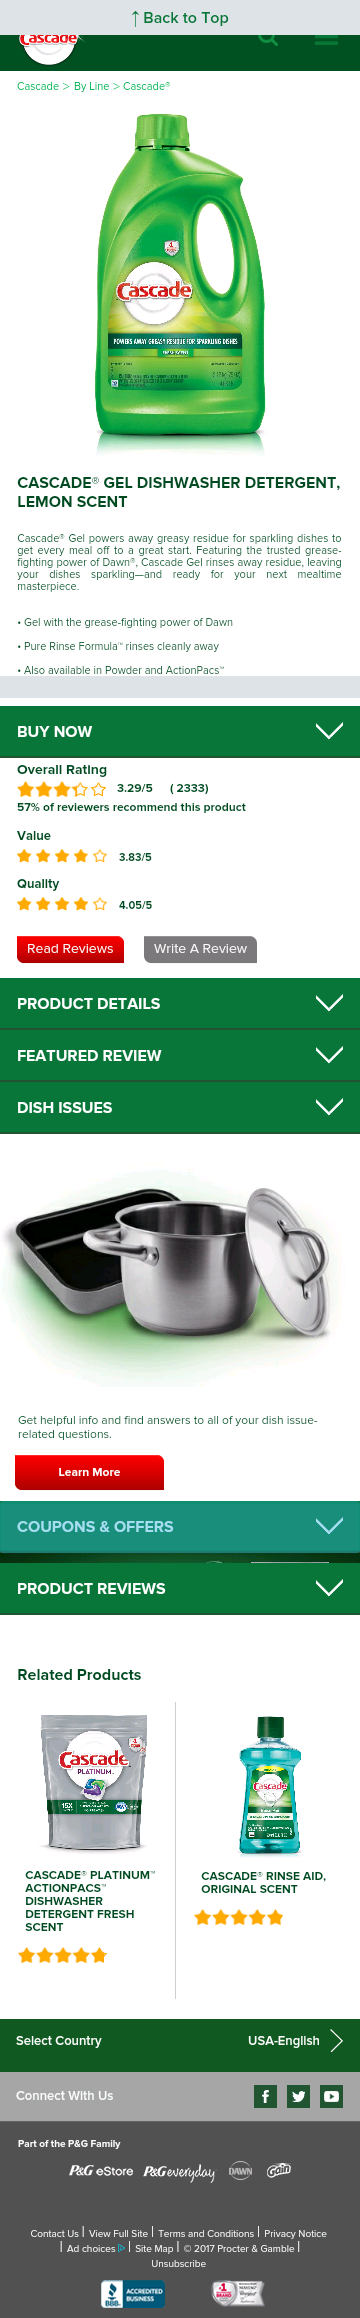 ↑ Back to Top
Cascade
Cascade > By Line > Cascade®
Cascade
POWERS AWAY GREASY RESIDUE FOR SPARKLING DISHES
CASCADE® GEL DISHWASHER DETERGENT,
LEMON SCENT
Cascade® Gel powers away greasy residue for sparkling dishes to
get every meal off to a great start. Featuring the trusted grease-
fighting power of Dawn®, Cascade Gel rinses away residue, leaving
your dishes sparkling—and ready for your next mealtime
masterpiece.
• Gel with the grease-fighting power of Dawn
• Pure Rinse Formula™ rinses cleanly away
• Also available in Powder and ActionPacs™
BUY NOW
Overall Rating
3.29/5 ( 2333)
57% of reviewers recommend this product
Value
3.83/5
Quality
4.05/5
Read Reviews Write A Review
PRODUCT DETAILS
FEATURED REVIEW
DISH ISSUES
Get helpful info and find answers to all of your dish issue-
related questions.
Learn More
COUPONS & OFFERS
PRODUCT REVIEWS
Related Products
Cascade
PLATINUM
Cascade
CASCADE® PLATINUM™
ACTIONPACS™
DISHWASHER
DETERGENT FRESH
SCENT
CASCADE® RINSE AID,
ORIGINAL SCENT
Select Country USA-English
Connect With Us
Part of the P&G Family
P&G eStore P&G everyday DAWN Gain
Contact Us | View Full Site | Terms and Conditions | Privacy Notice
| Ad choices | Site Map | © 2017 Procter & Gamble |
Unsubscribe
BBB ACCREDITED
BUSINESS